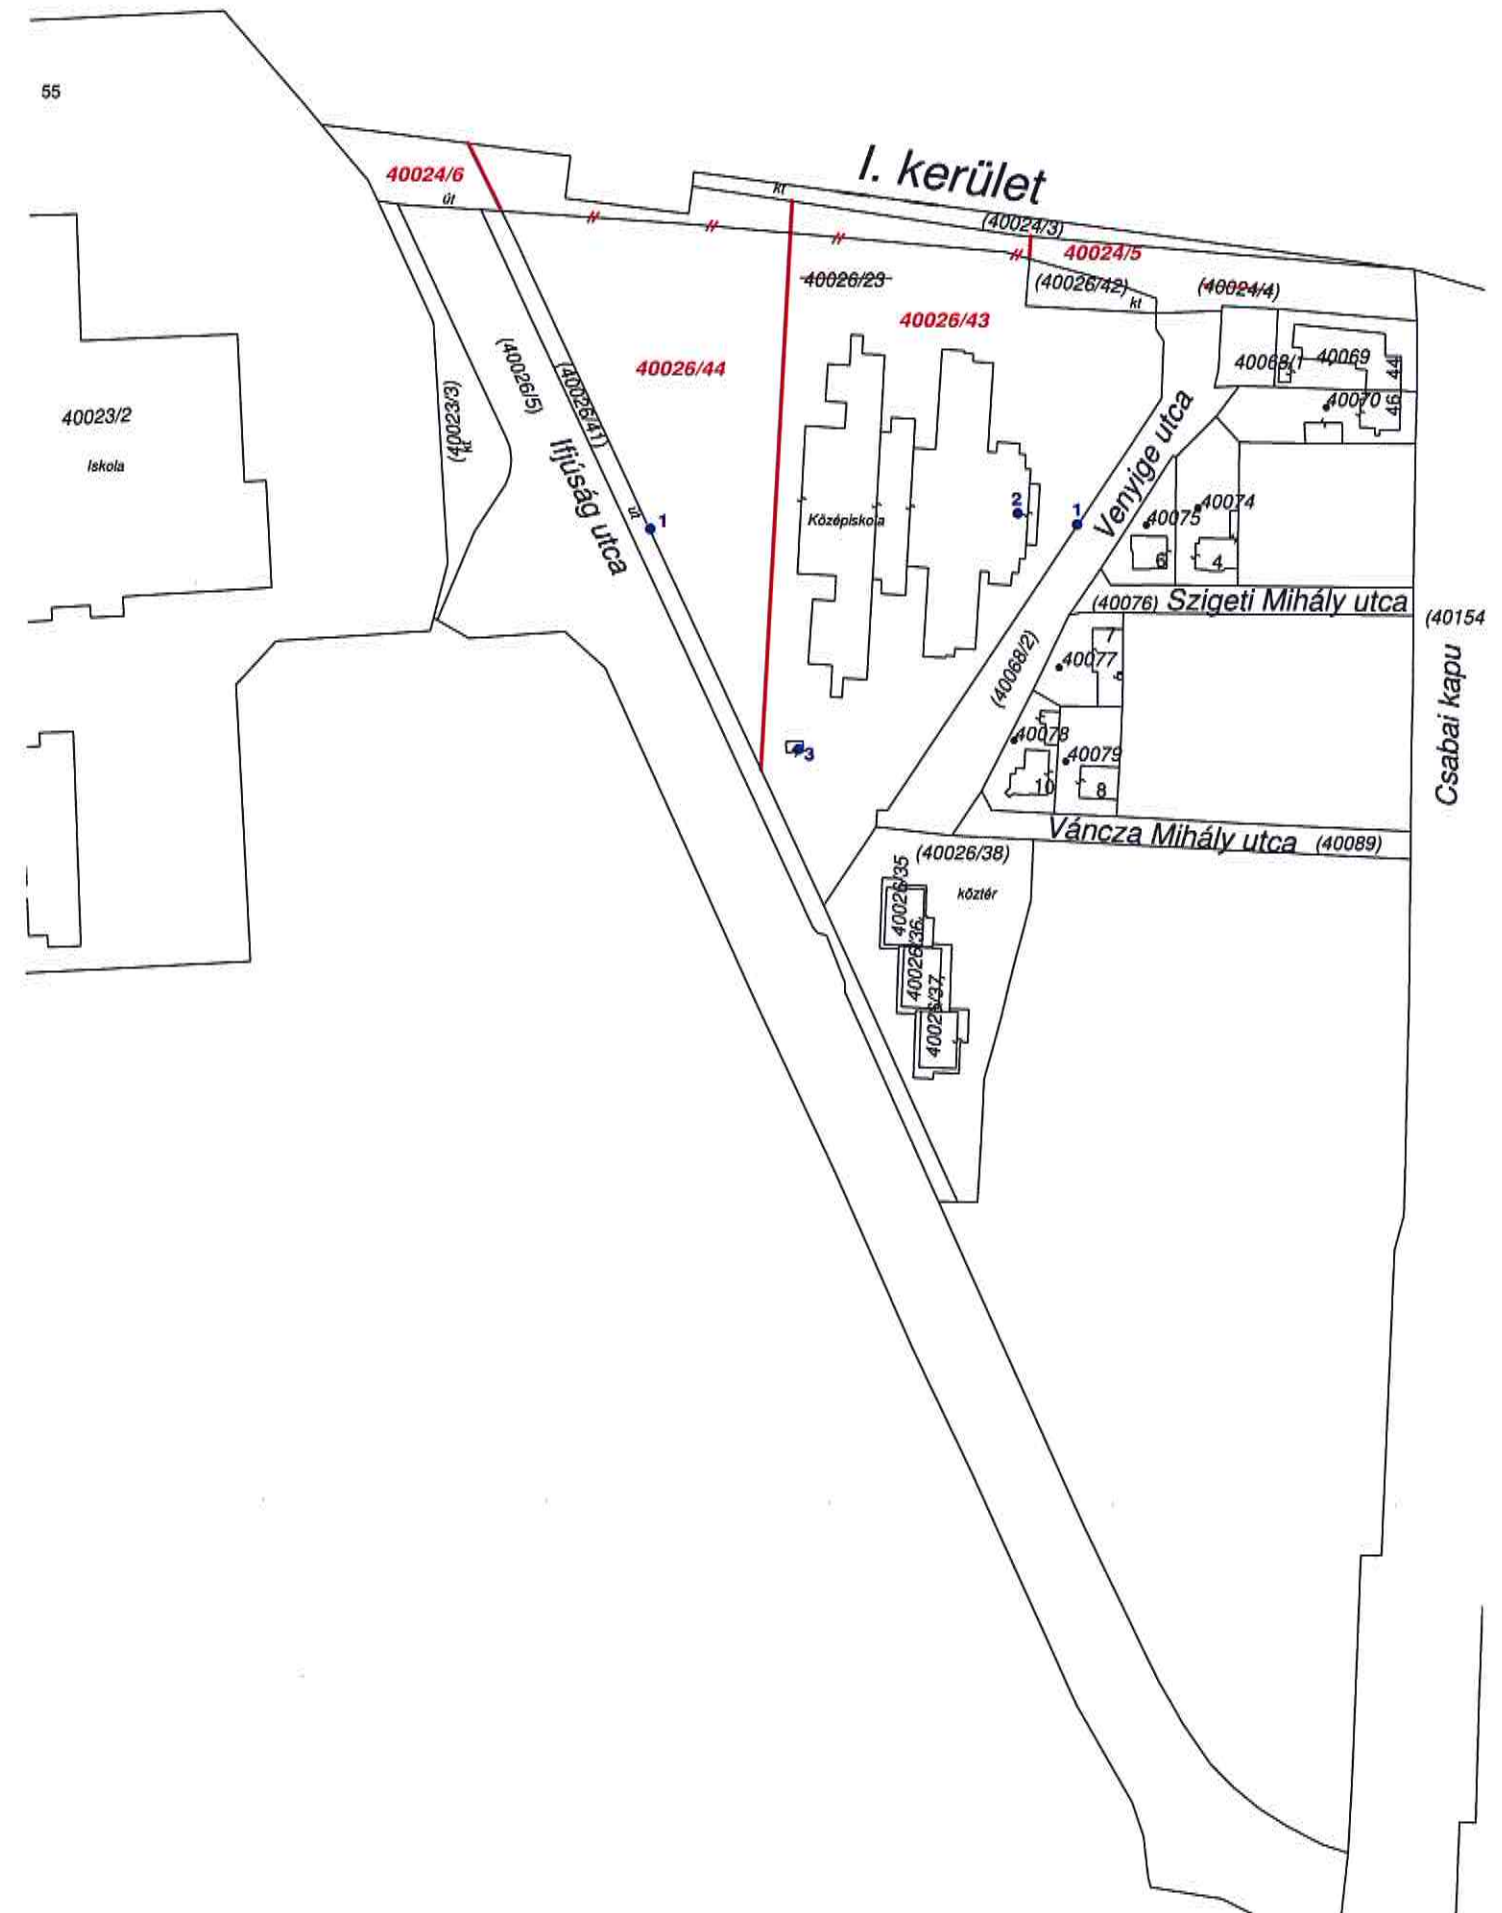 55
I. kerület
40024/6
út
kt
(40024/3)
40024/5
40026/23
(40026/42)
kt
(40024/4)
40026/43
40026/44
(40026/5)
(40026/41)
(40023/3)
kt
40023/2
Iskola
Ifjúság utca
út
1
Középiskola
2
1
Venyige utca
40068/1
40069
44
40070
46
40074
40075
6
4
(40076)
Szigeti Mihály utca
(40154
Csabai kapu
(40068/2)
7
40077
40078
40079
10
8
3
Váncza Mihály utca
(40089)
(40026/38)
köztér
40026/35
40026/36
40026/37